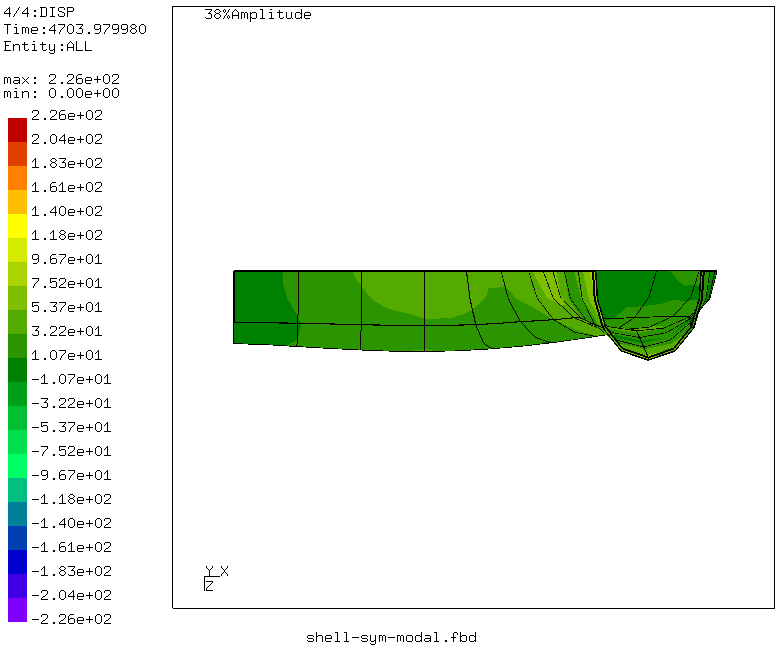 4/4:DISP
Time:4703.979980
Entity:ALL
max: 2.26e+02
min: 0.00e+00
2.26e+02
2.04e+02
1.83e+02
1.61e+02
1.40e+02
1.18e+02
9.67e+01
7.52e+01
5.37e+01
3.22e+01
1.07e+01
-1.07e+01
-3.22e+01
-5.37e+01
-7.52e+01
-9.67e+01
-1.18e+02
-1.40e+02
-1.61e+02
-1.83e+02
-2.04e+02
-2.26e+02
38%Amplitude
Y X
Z
shell-sym-modal.fbd